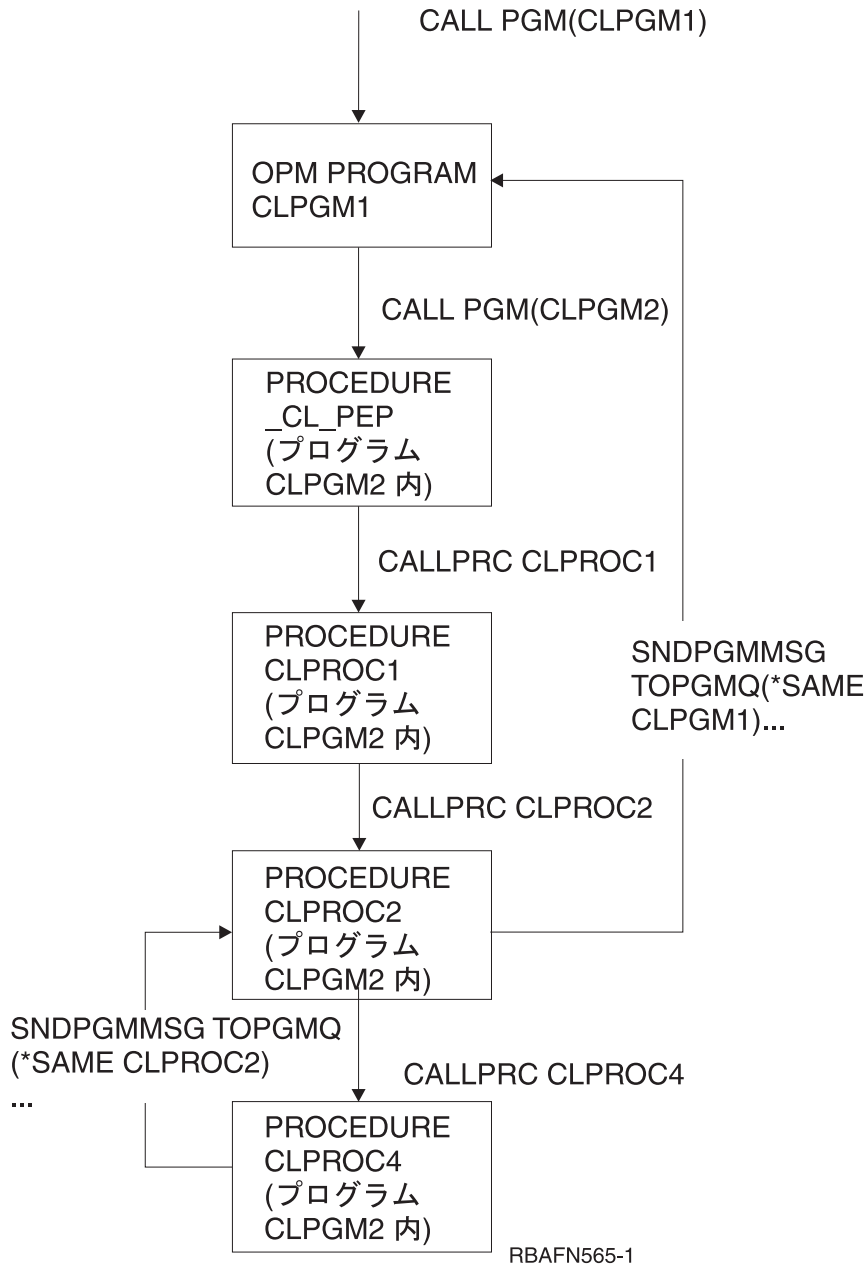 CALL PGM(CLPGM1)
OPM PROGRAM
CLPGM1
CALL PGM(CLPGM2)
PROCEDURE
_CL_PEP
(プログラム
CLPGM2 内)
CALLPRC CLPROC1
PROCEDURE
CLPROC1
(プログラム
CLPGM2 内)
SNDPGMMSG
TOPGMQ(*SAME
CLPGM1)...
CALLPRC CLPROC2
PROCEDURE
CLPROC2
(プログラム
CLPGM2 内)
SNDPGMMSG TOPGMQ
(*SAME CLPROC2)
...
CALLPRC CLPROC4
PROCEDURE
CLPROC4
(プログラム
CLPGM2 内)
RBAFN565-1